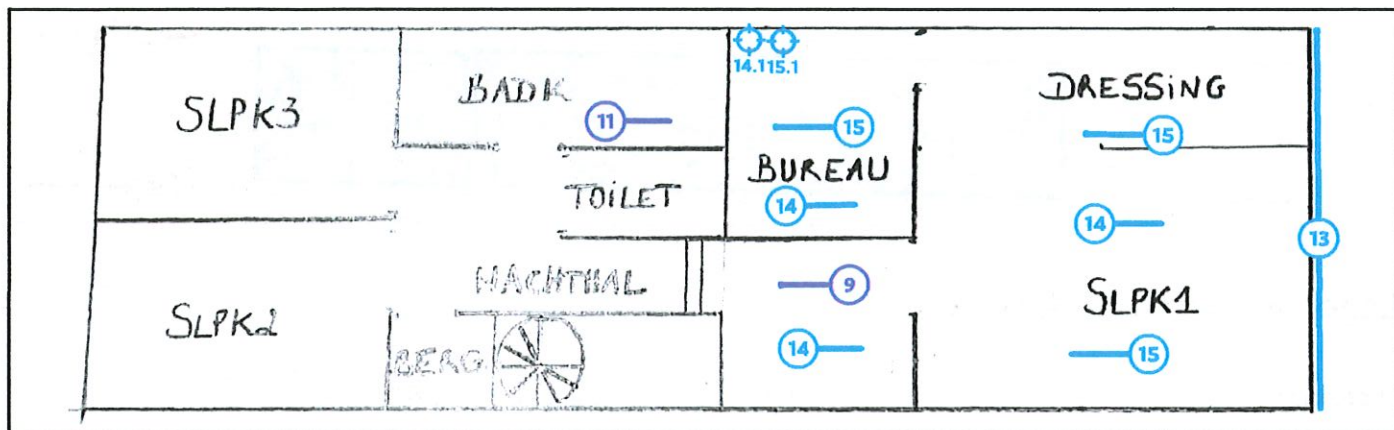 14.1 15.1
SLPK3
BADK
11
15
DRESSING
15
BUREAU
TOILET
14
14
13
NACHTHAL
9
SLPK1
SLPK2
BERG
14
15